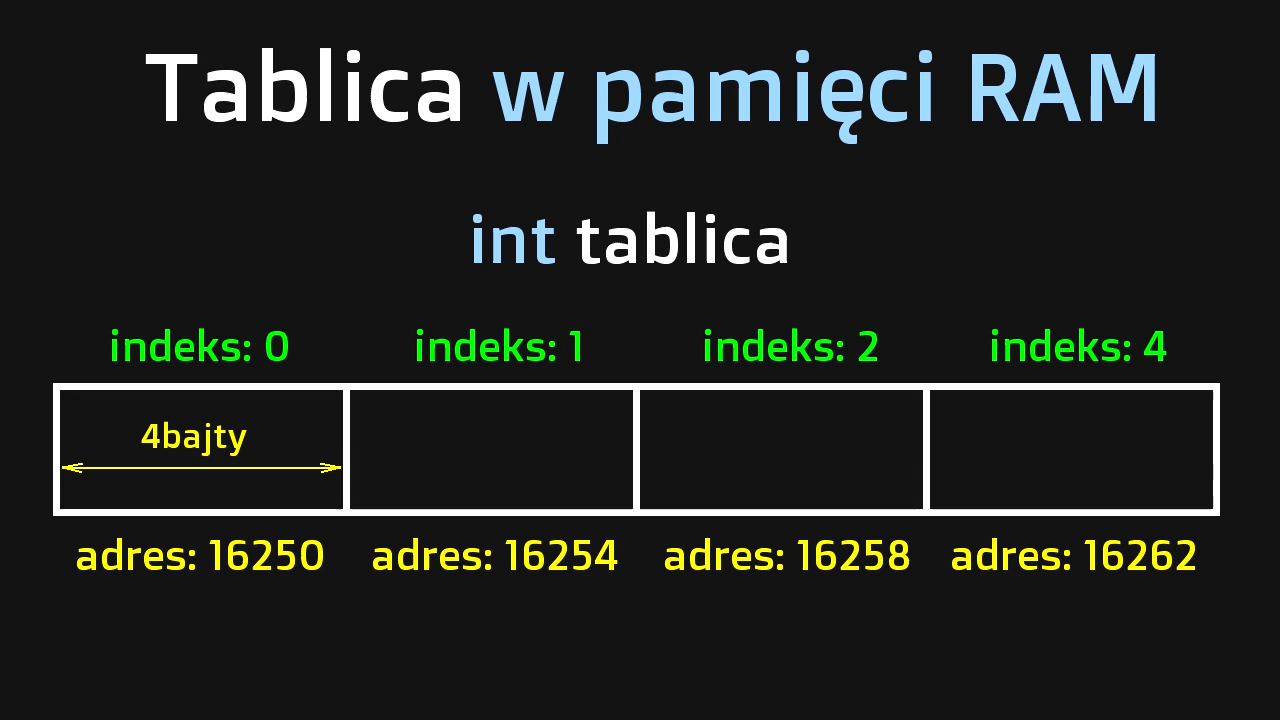 Tablica w pamięci RAM
int tablica
indeks: 0 indeks: 1 indeks: 2 indeks: 4
4bajty
adres: 16250 adres: 16254 adres: 16258 adres: 16262